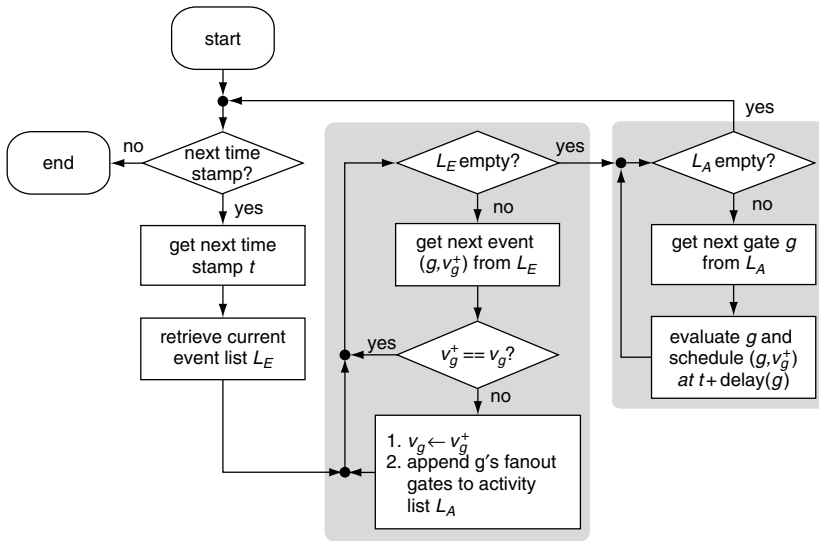 start
end
no
next time
stamp?
yes
get next time
stamp t
retrieve current
event list L_E
L_E empty?
yes
no
get next event
(g,v_g^+) from L_E
yes
v_g^+ == v_g?
no
1. v_g ← v_g^+
2. append g's fanout
gates to activity
list L_A
yes
L_A empty?
no
get next gate g
from L_A
evaluate g and
schedule (g,v_g^+)
at t + delay(g)